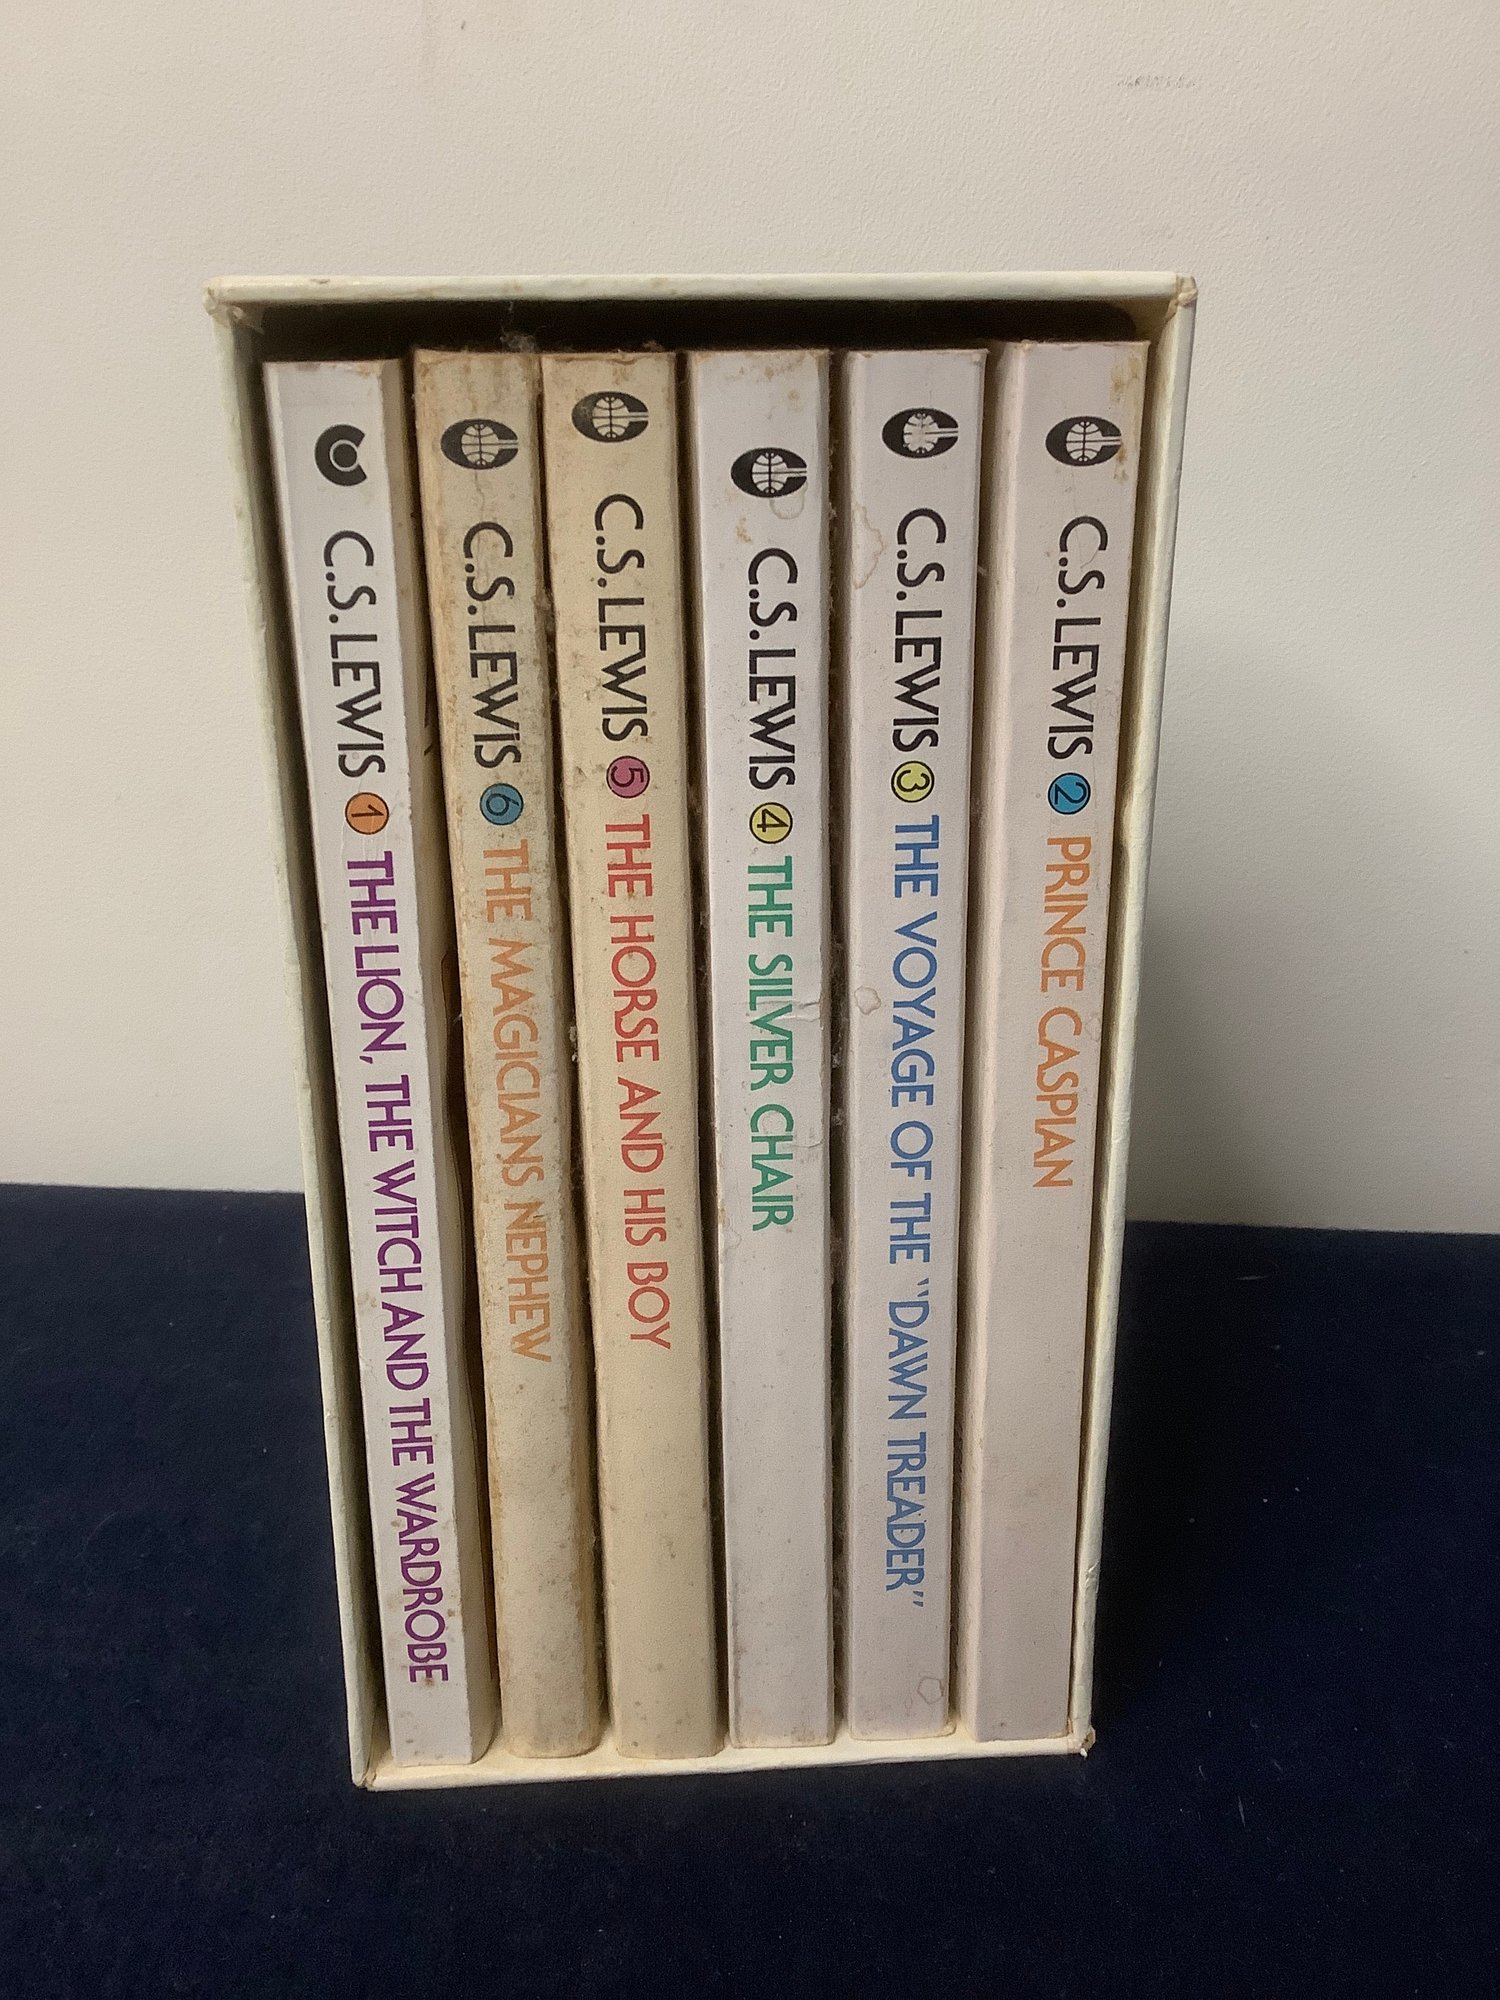 C.S. LEWIS 1 THE LION, THE WITCH AND THE WARDROBE
C.S. LEWIS 6 THE MAGICIANS NEPHEW
C.S. LEWIS 5 THE HORSE AND HIS BOY
C.S. LEWIS 4 THE SILVER CHAIR
C.S. LEWIS 3 THE VOYAGE OF THE "DAWN TREADER"
C.S. LEWIS 2 PRINCE CASPIAN